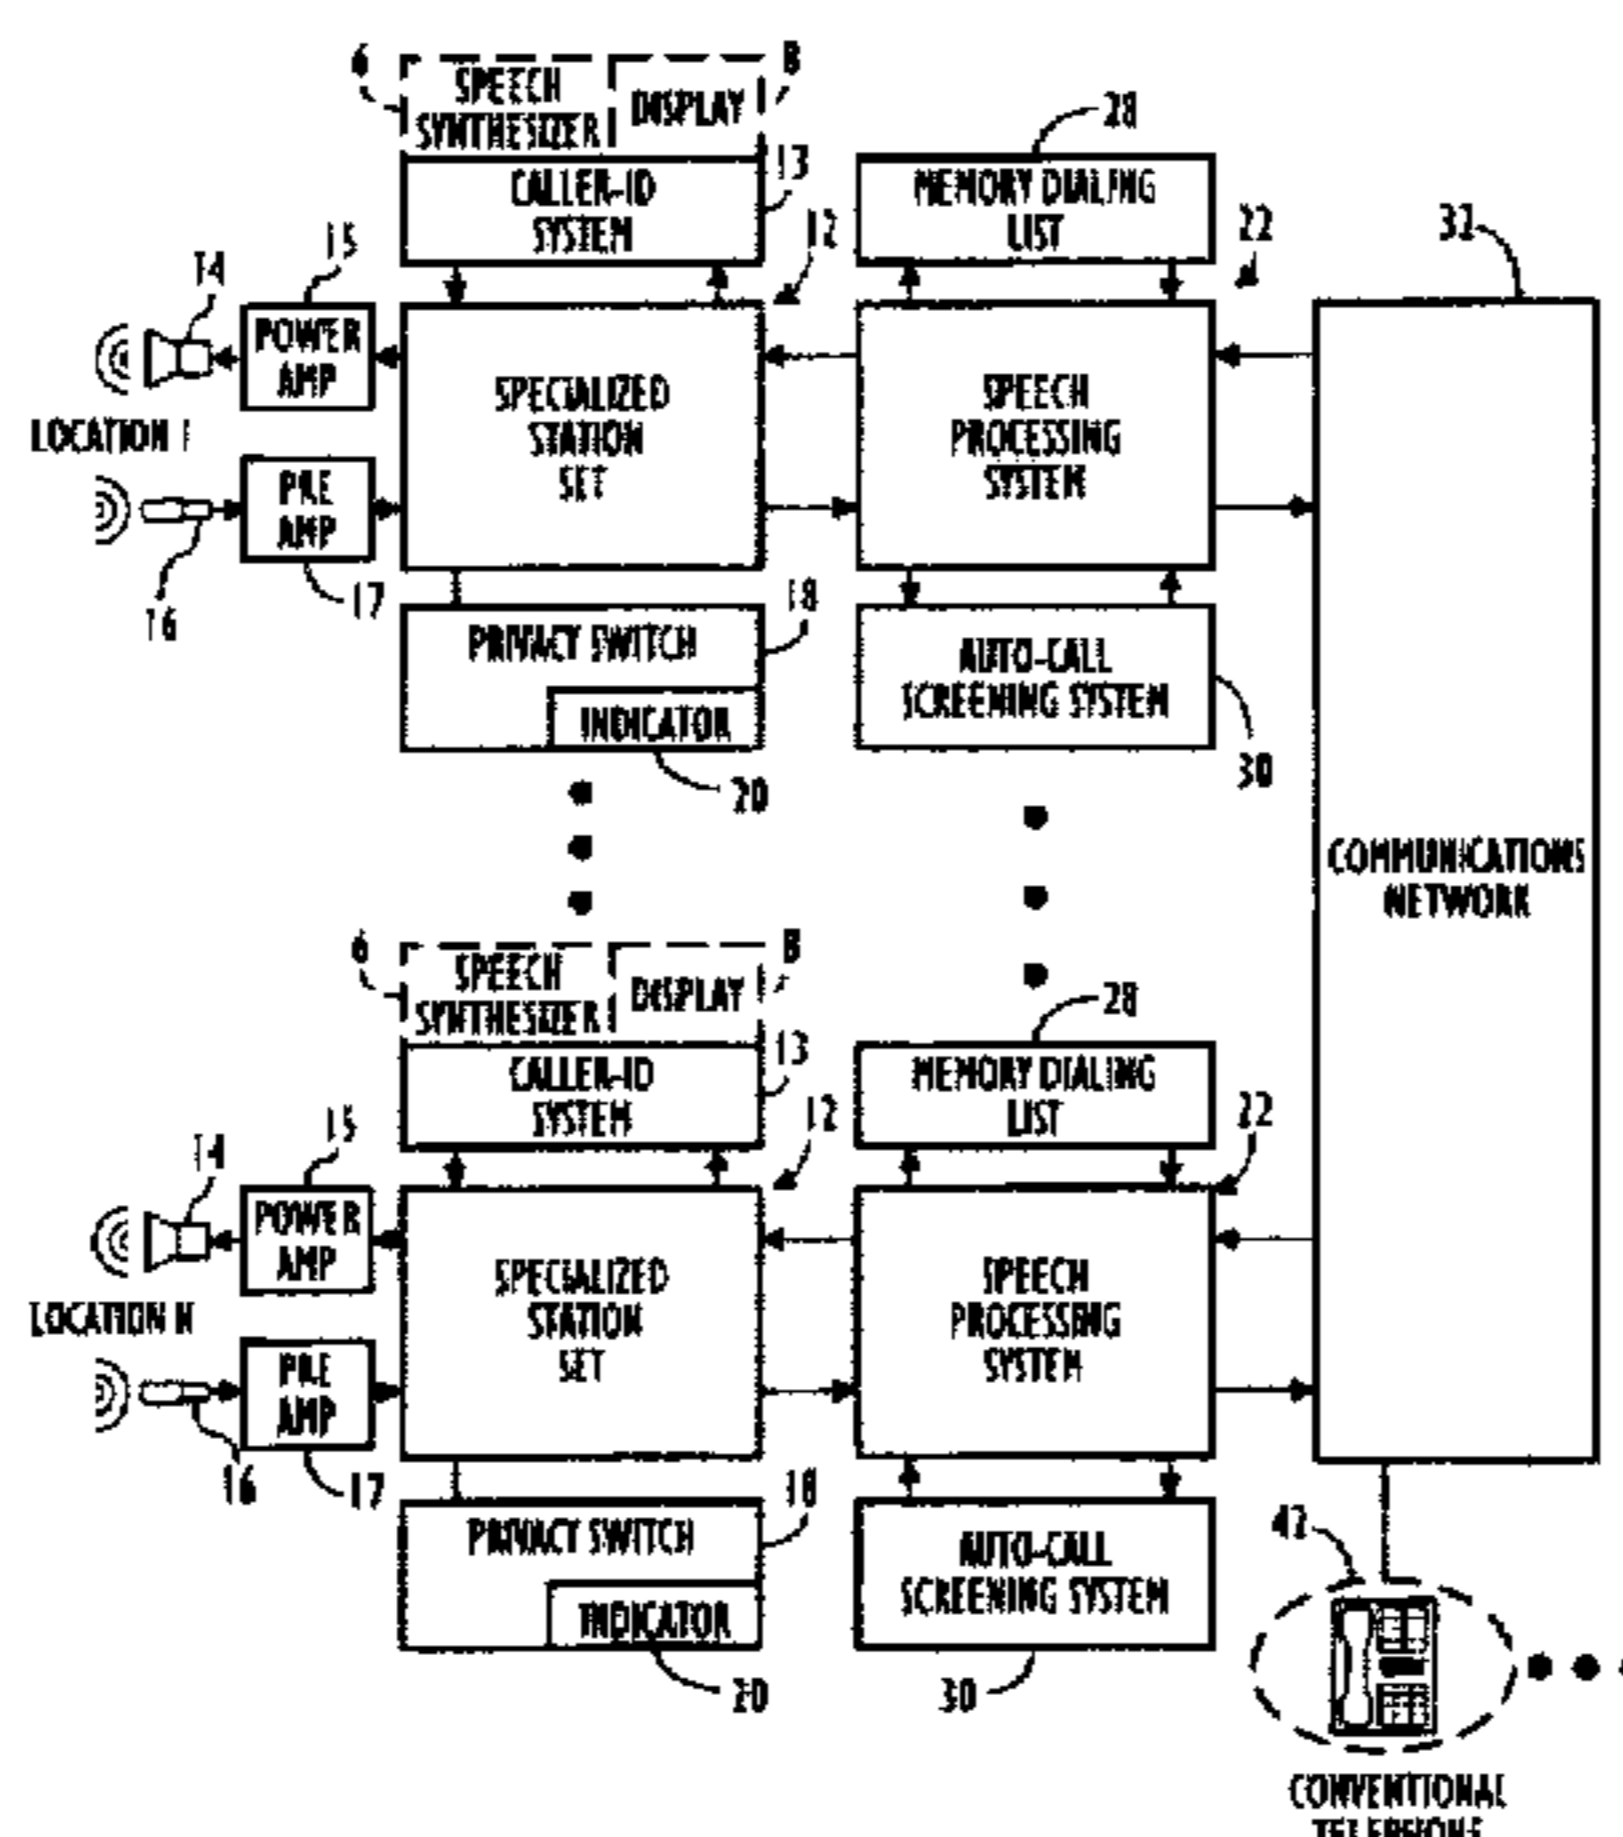 6
SPEECH
SYNTHESIZER
DISPLAY
8
CALLER-ID
SYSTEM
13
12
28
MEMORY DIALING
LIST
22
32
14
15
POWER
AMP
LOCATION 1
PRE
AMP
16
17
SPECIALIZED
STATION
SET
SPEECH
PROCESSING
SYSTEM
PRIVACY SWITCH
INDICATOR
18
20
AUTO-CALL
SCREENING SYSTEM
30
COMMUNICATIONS
NETWORK
6
SPEECH
SYNTHESIZER
DISPLAY
8
CALLER-ID
SYSTEM
13
12
28
MEMORY DIALING
LIST
22
14
15
POWER
AMP
LOCATION N
PRE
AMP
16
17
SPECIALIZED
STATION
SET
SPEECH
PROCESSING
SYSTEM
PRIVACY SWITCH
INDICATOR
18
20
AUTO-CALL
SCREENING SYSTEM
30
42
CONVENTIONAL
TELEPHONE